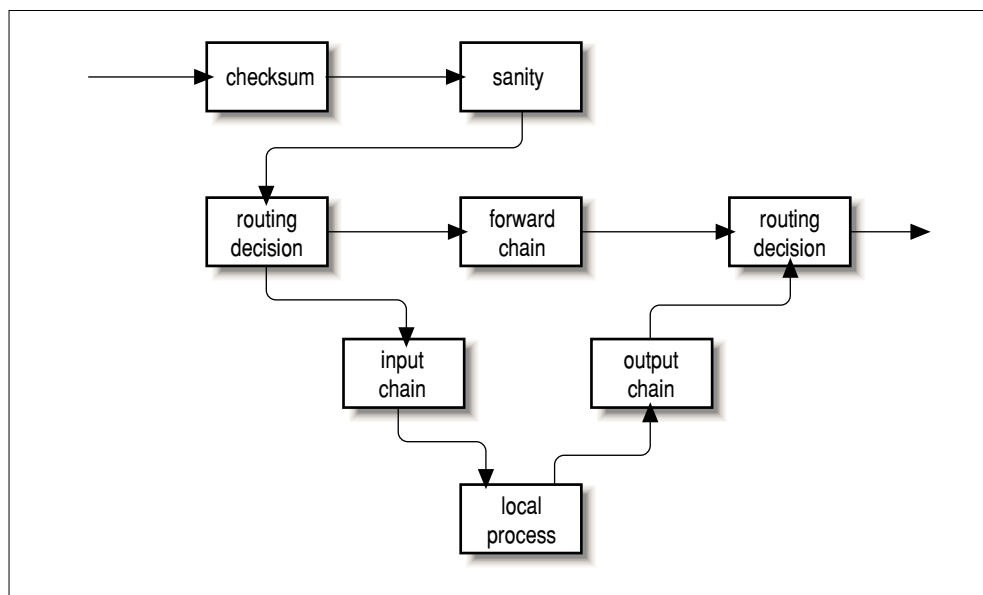 checksum
sanity
routing
decision
forward
chain
routing
decision
input
chain
output
chain
local
process